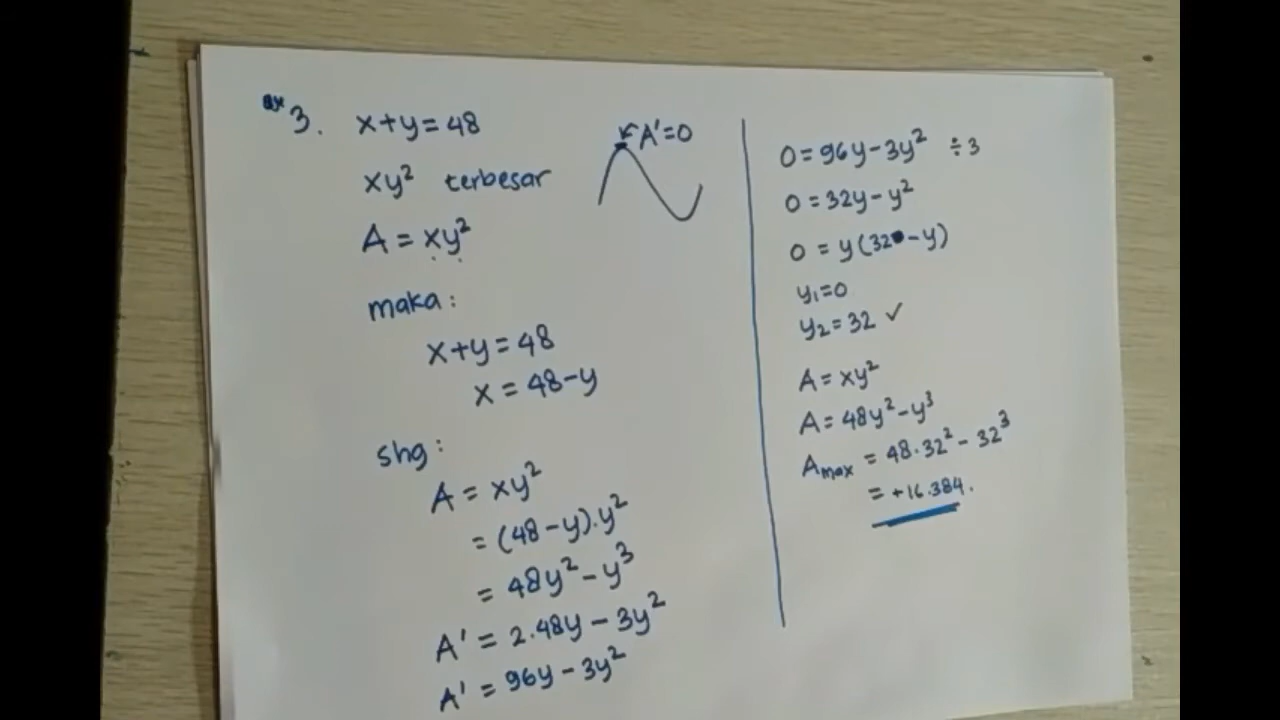 ex 3. x+y=48
xy² terbesar
A = xy²
maka:
x+y=48
x = 48-y
shg:
A = xy²
= (48-y).y²
= 48y² - y³
A' = 2.48y - 3y²
A' = 96y - 3y²
A'=0
0 = 96y - 3y² ÷3
0 = 32y - y²
0 = y(32-y)
y₁=0
y₂=32 ✓
A = xy²
A = 48y² - y³
Amax = 48.32² - 32³
= +16.384.